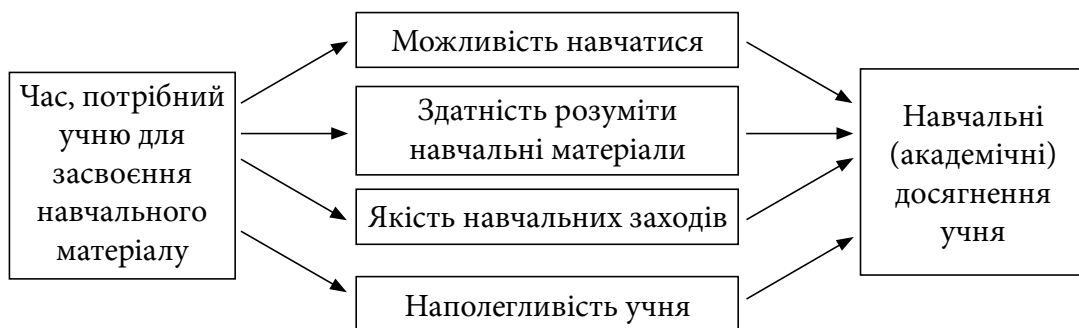 Час, потрібний
учню для
засвоєння
навчального
матеріалу
Можливість навчатися
Здатність розуміти
навчальні матеріали
Якість навчальних заходів
Наполегливість учня
Навчальні
(академічні)
досягнення
учня